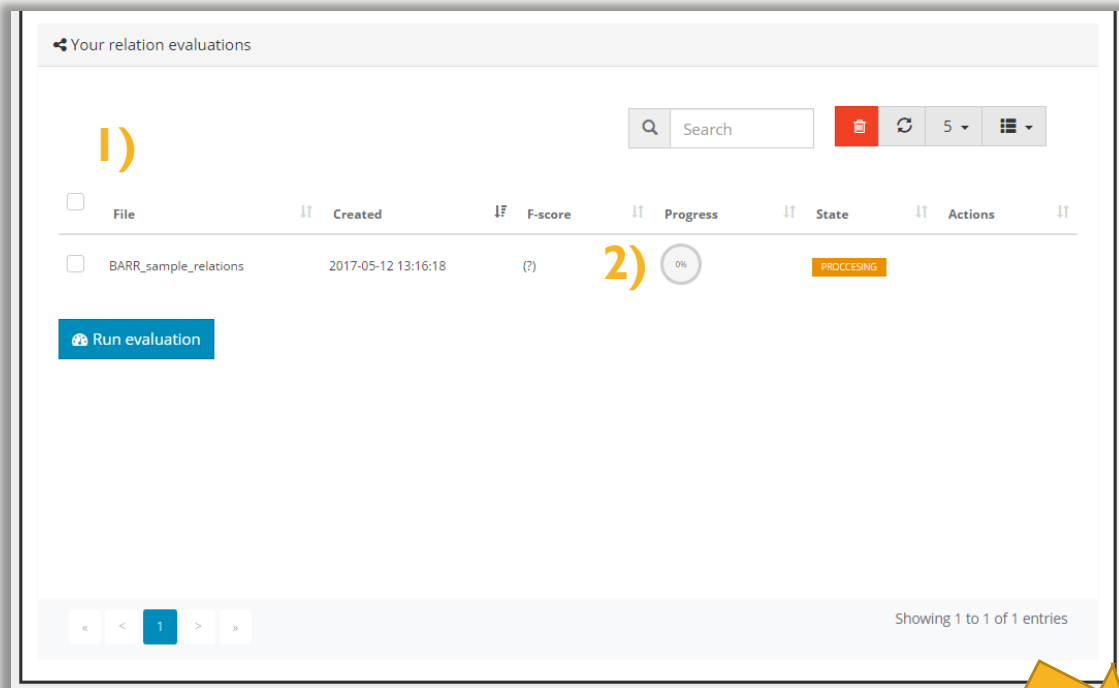 Your relation evaluations
Search
5
1)
File Created F-score Progress State Actions
BARR_sample_relations 2017-05-12 13:16:18 (?) 2) 0% PROCCESING
Run evaluation
« < 1 > »
Showing 1 to 1 of 1 entries